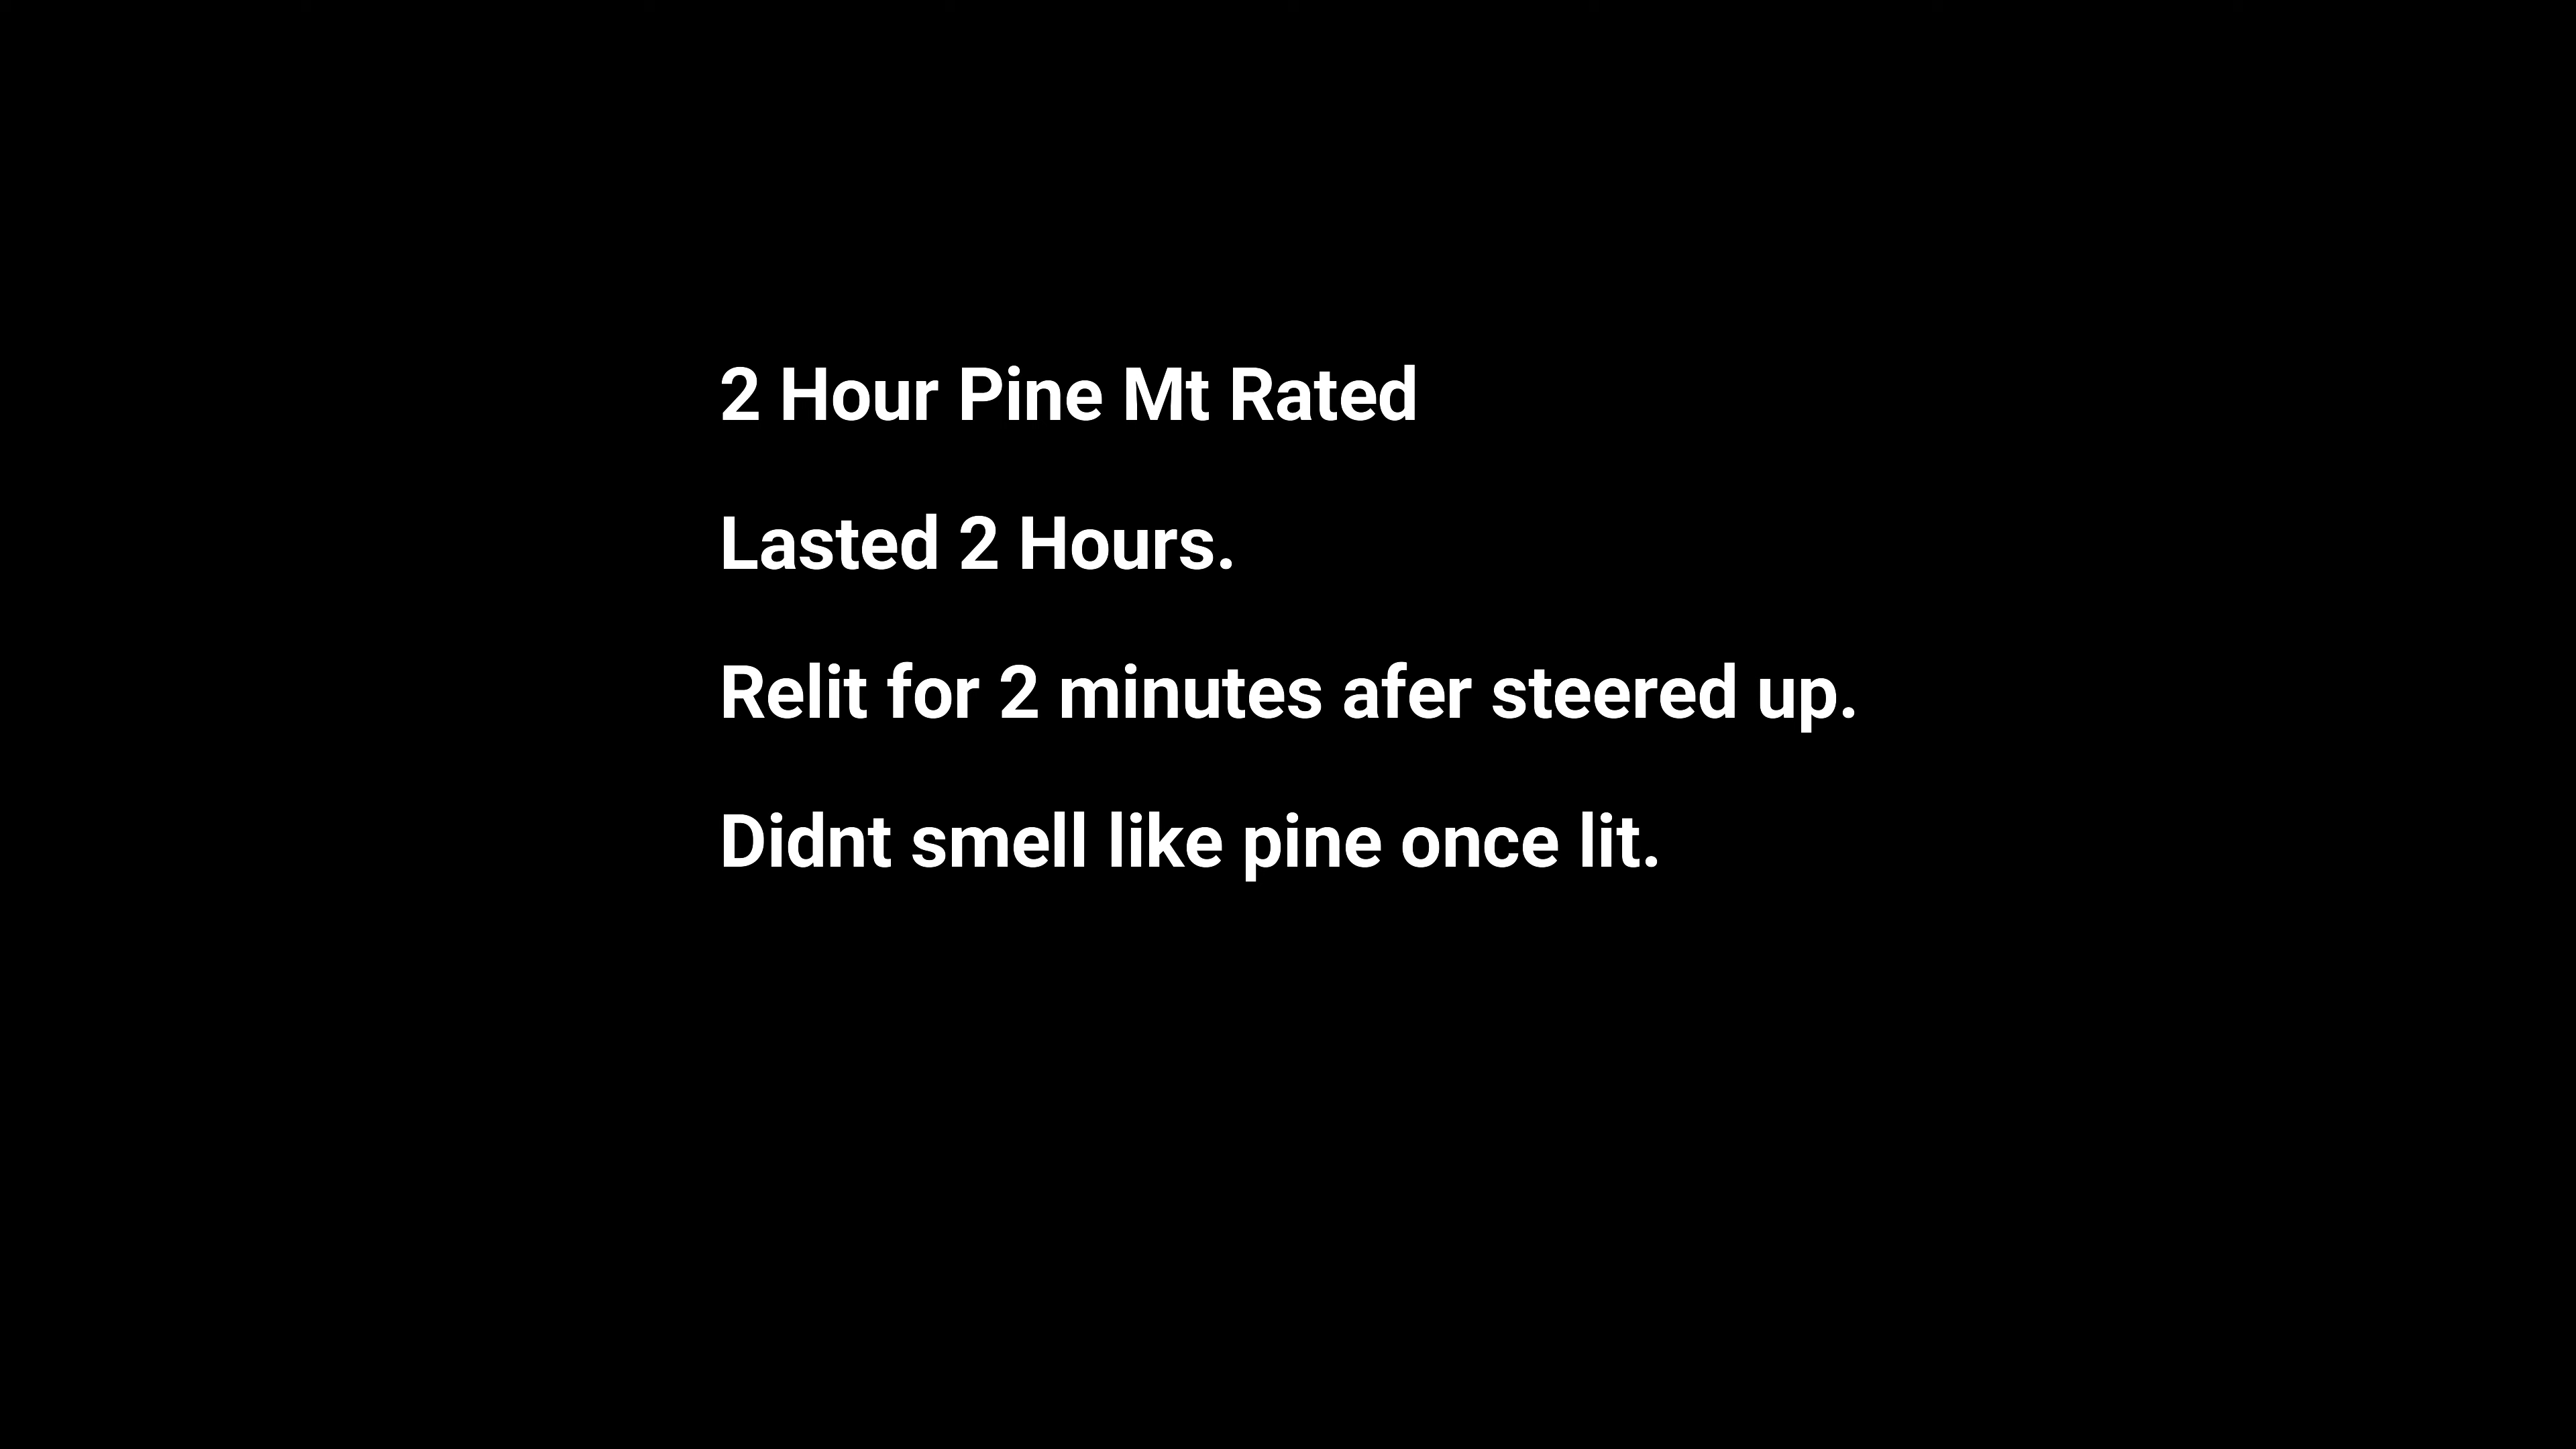 2 Hour Pine Mt Rated
Lasted 2 Hours.
Relit for 2 minutes afer steered up.
Didnt smell like pine once lit.